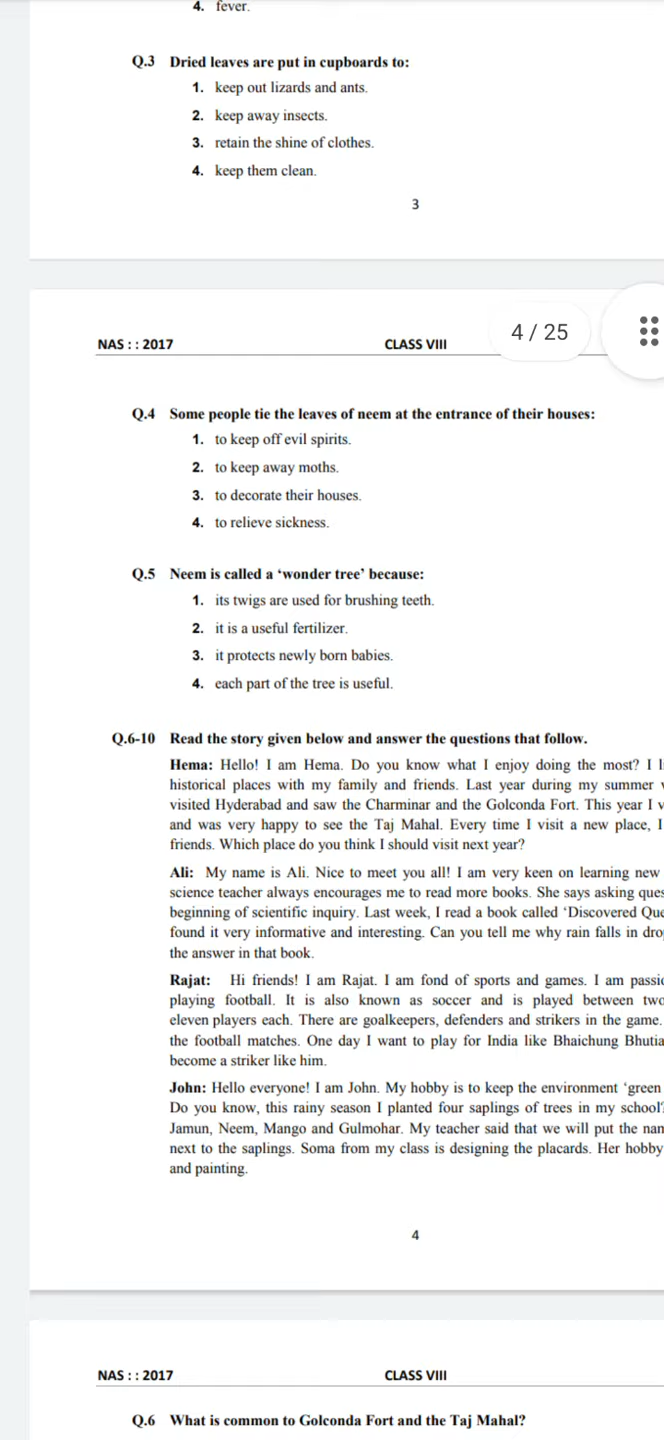 4. fever.
Q.3 Dried leaves are put in cupboards to:
1. keep out lizards and ants.
2. keep away insects.
3. retain the shine of clothes.
4. keep them clean.
3
4 / 25
NAS : : 2017 CLASS VIII
Q.4 Some people tie the leaves of neem at the entrance of their houses:
1. to keep off evil spirits.
2. to keep away moths.
3. to decorate their houses.
4. to relieve sickness.
Q.5 Neem is called a ‘wonder tree’ because:
1. its twigs are used for brushing teeth.
2. it is a useful fertilizer.
3. it protects newly born babies.
4. each part of the tree is useful.
Q.6-10 Read the story given below and answer the questions that follow.
Hema: Hello! I am Hema. Do you know what I enjoy doing the most? I
historical places with my family and friends. Last year during my summer
visited Hyderabad and saw the Charminar and the Golconda Fort. This year I
and was very happy to see the Taj Mahal. Every time I visit a new place, I
friends. Which place do you think I should visit next year?
Ali: My name is Ali. Nice to meet you all! I am very keen on learning new
science teacher always encourages me to read more books. She says asking ques
beginning of scientific inquiry. Last week, I read a book called ‘Discovered Que
found it very informative and interesting. Can you tell me why rain falls in dro
the answer in that book.
Rajat: Hi friends! I am Rajat. I am fond of sports and games. I am passi
playing football. It is also known as soccer and is played between two
eleven players each. There are goalkeepers, defenders and strikers in the game.
the football matches. One day I want to play for India like Bhaichung Bhutia
become a striker like him.
John: Hello everyone! I am John. My hobby is to keep the environment ‘green
Do you know, this rainy season I planted four saplings of trees in my school?
Jamun, Neem, Mango and Gulmohar. My teacher said that we will put the nam
next to the saplings. Soma from my class is designing the placards. Her hobby
and painting.
4
NAS : : 2017 CLASS VIII
Q.6 What is common to Golconda Fort and the Taj Mahal?